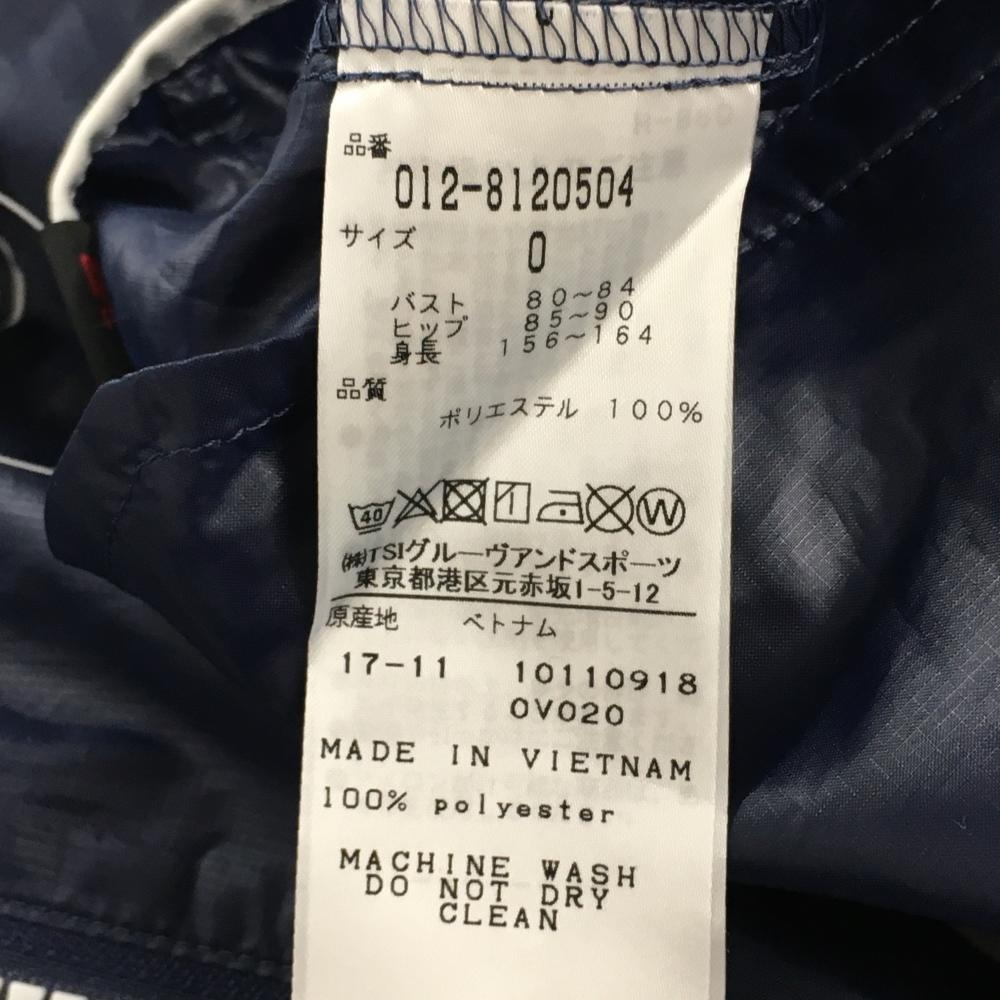 品番
012-8120504
サイズ
0
バスト 80~84
ヒップ 85~90
身長 156~164
品質
ポリエステル 100%
40 W
(株)TSIグルーヴアンドスポーツ
東京都港区元赤坂1-5-12
原産地 ベトナム
17-11 10110918
0V020
MADE IN VIETNAM
100% polyester
MACHINE WASH
DO NOT DRY
CLEAN